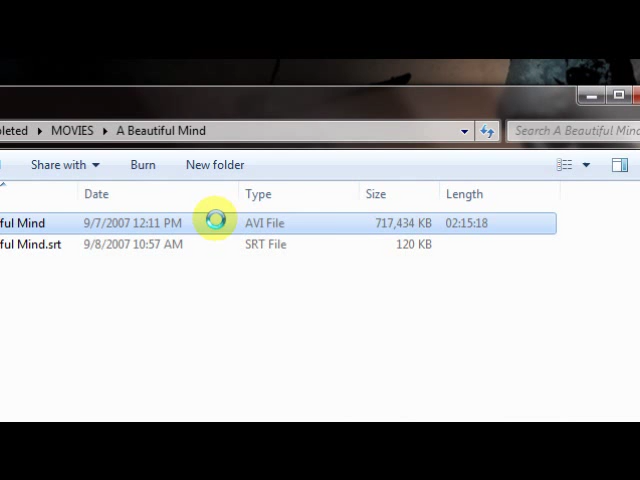 leted MOVIES A Beautiful Mind Search A Beautiful Mind
Share with Burn New folder
Date Type Size Length
ful Mind 9/7/2007 12:11 PM AVI File 717,434 KB 02:15:18
ful Mind.srt 9/8/2007 10:57 AM SRT File 120 KB